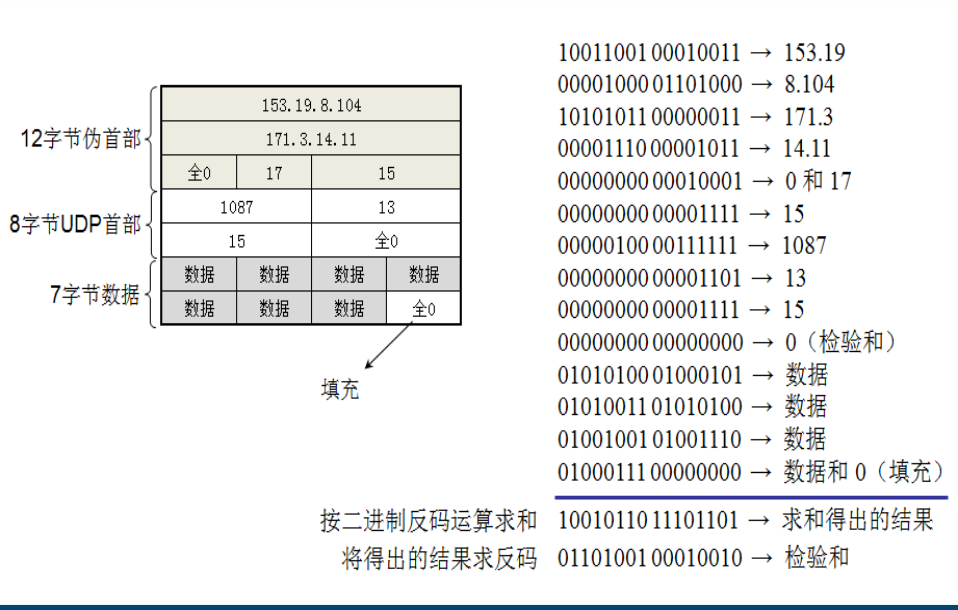 12字节伪首部
153.19.8.104
171.3.14.11
全0 17 15
8字节UDP首部
1087 13
15 全0
7字节数据
数据 数据 数据 数据
数据 数据 数据 全0
填充
10011001 00010011 → 153.19
00001000 01101000 → 8.104
10101011 00000011 → 171.3
00001110 00001011 → 14.11
00000000 00010001 → 0 和 17
00000000 00001111 → 15
00000100 00111111 → 1087
00000000 00001101 → 13
00000000 00001111 → 15
00000000 00000000 → 0（检验和）
01010100 01000101 → 数据
01010011 01010100 → 数据
01001001 01001110 → 数据
01000111 00000000 → 数据和 0（填充）
按二进制反码运算求和 10010110 11101101 → 求和得出的结果
将得出的结果求反码 01101001 00010010 → 检验和